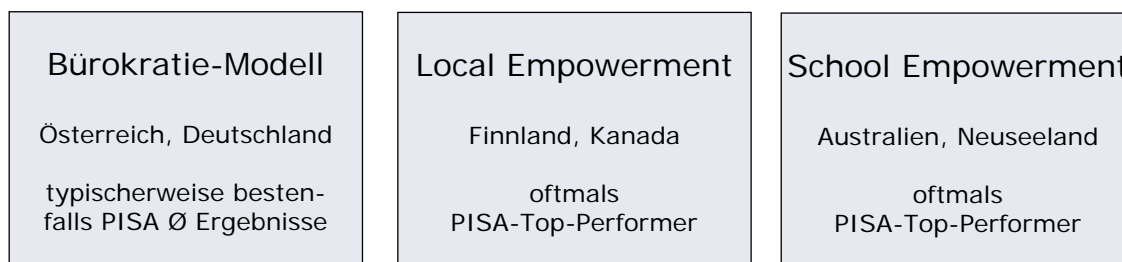 Bürokratie-Modell
Österreich, Deutschland
typischerweise besten-
falls PISA Ø Ergebnisse
Local Empowerment
Finnland, Kanada
oftmals
PISA-Top-Performer
School Empowerment
Australien, Neuseeland
oftmals
PISA-Top-Performer